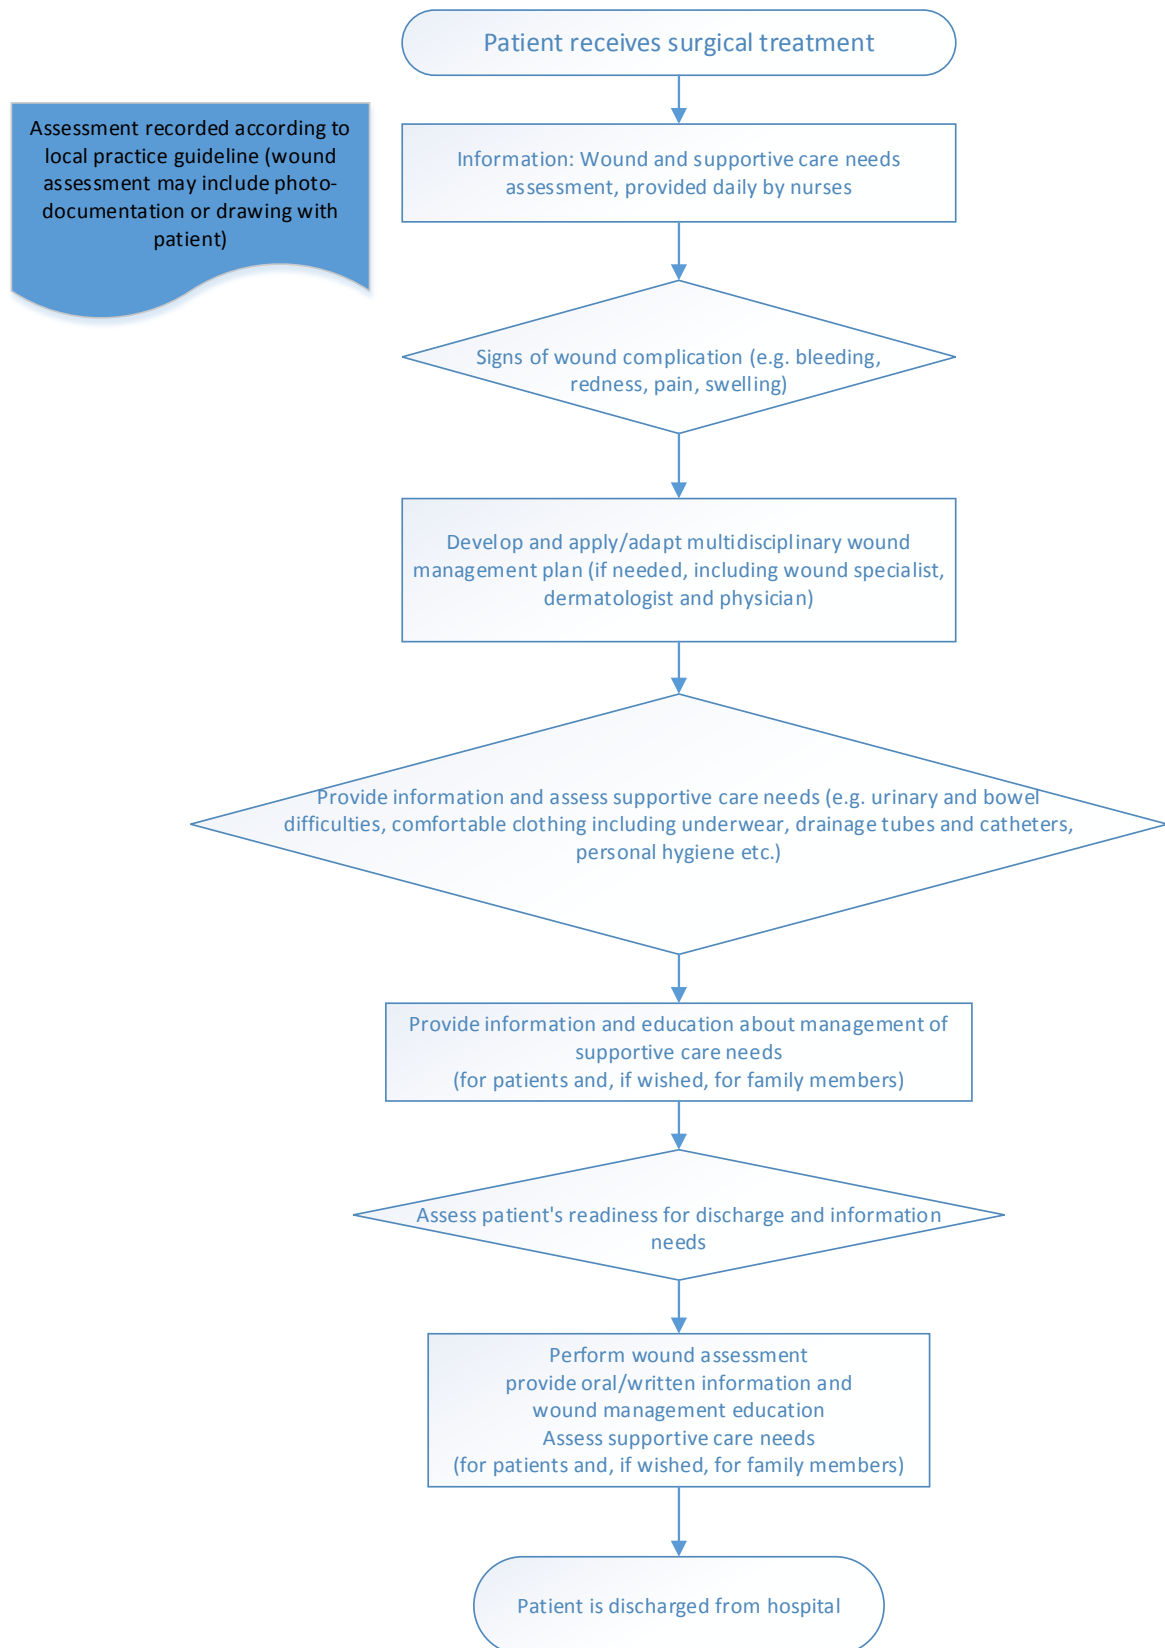 Patient receives surgical treatment
Assessment recorded according to
local practice guideline (wound
assessment may include photo-
documentation or drawing with
patient)
Information: Wound and supportive care needs
assessment, provided daily by nurses
Signs of wound complication (e.g. bleeding,
redness, pain, swelling)
Develop and apply/adapt multidisciplinary wound
management plan (if needed, including wound specialist,
dermatologist and physician)
Provide information and assess supportive care needs (e.g. urinary and bowel
difficulties, comfortable clothing including underwear, drainage tubes and catheters,
personal hygiene etc.)
Provide information and education about management of
supportive care needs
(for patients and, if wished, for family members)
Assess patient's readiness for discharge and information
needs
Perform wound assessment
provide oral/written information and
wound management education
Assess supportive care needs
(for patients and, if wished, for family members)
Patient is discharged from hospital